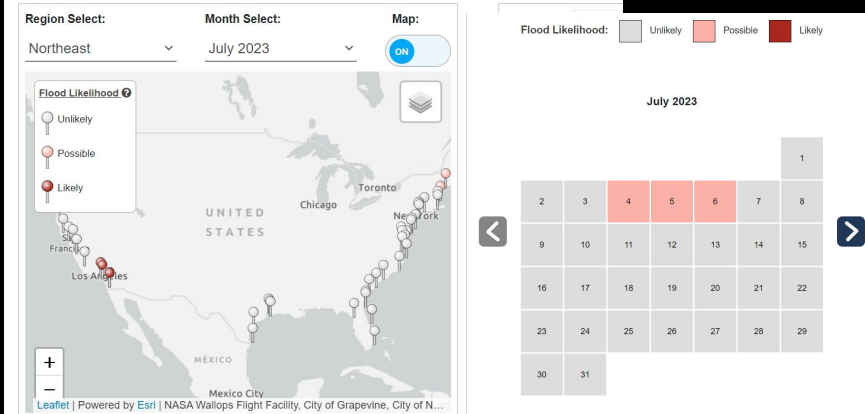 Region Select:
Month Select:
Map:
Northeast
July 2023
ON
Flood Likelihood ?
Unlikely
Possible
Likely
Toronto
Chicago
New York
UNITED
STATES
Los Angeles
MÉXICO
Mexico City
+
−
Leaflet | Powered by Esri | NASA Wallops Flight Facility, City of Grapevine, City of N...
Flood Likelihood:
Unlikely
Possible
Likely
July 2023
1
2 3 4 5 6 7 8
9 10 11 12 13 14 15
16 17 18 19 20 21 22
23 24 25 26 27 28 29
30 31